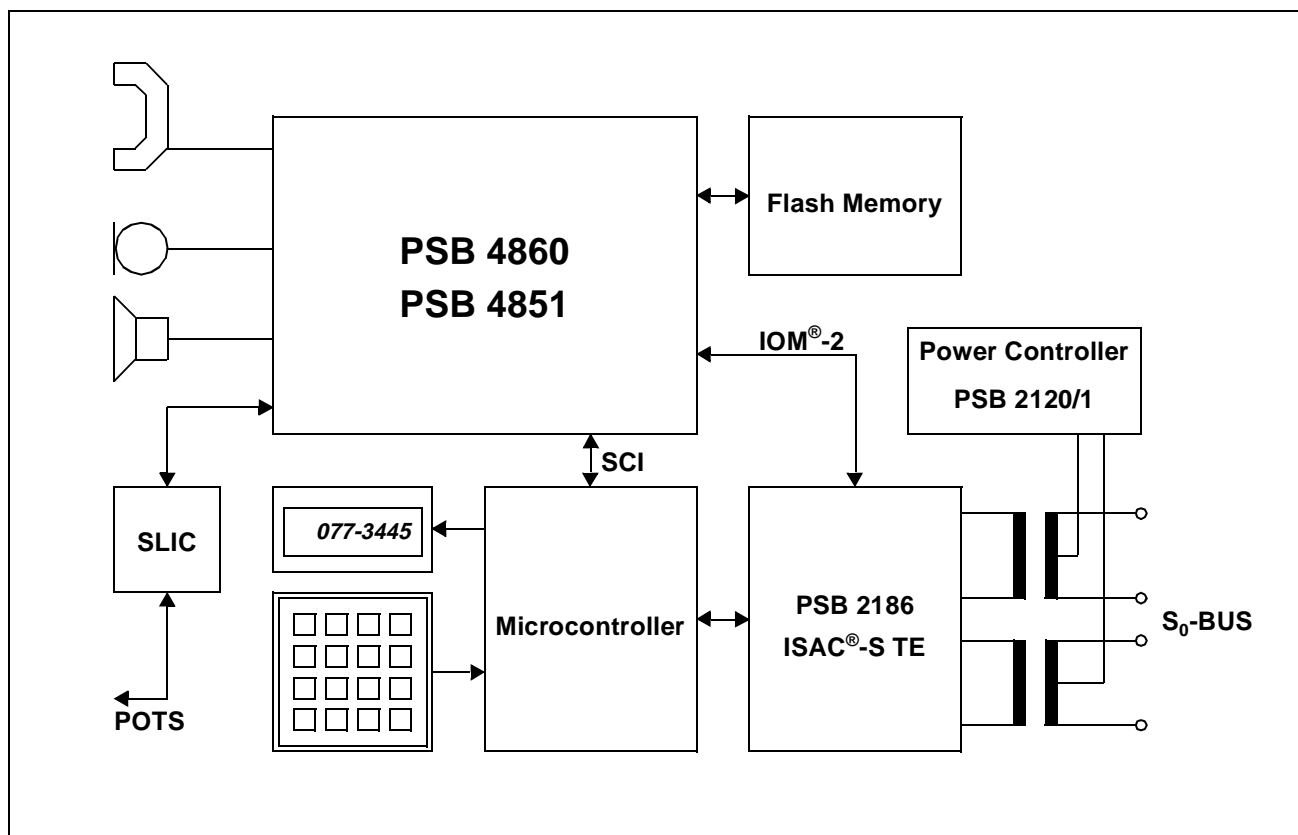 PSB 4860
PSB 4851
Flash Memory
IOM®-2
Power Controller
PSB 2120/1
SCI
SLIC
077-3445
Microcontroller
PSB 2186
ISAC®-S TE
S₀-BUS
POTS